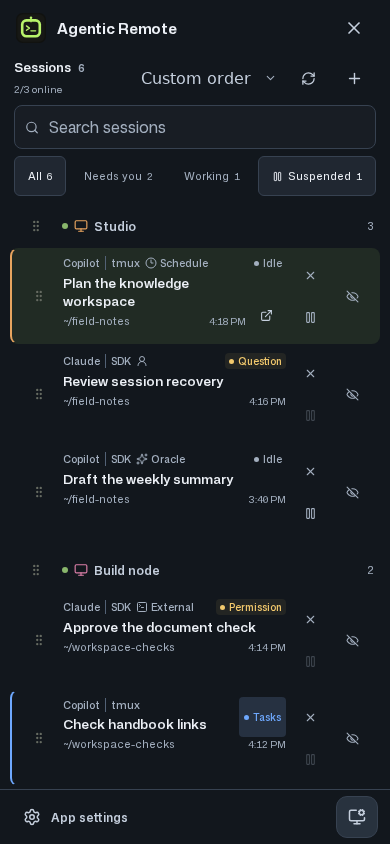 Agentic Remote
Sessions 6
2/3 online
Custom order
Search sessions
All 6
Needs you 2
Working 1
Suspended 1
Studio 3
Copilot | tmux Schedule Idle
Plan the knowledge
workspace
~/field-notes 4:18 PM
Claude | SDK Question
Review session recovery
~/field-notes 4:16 PM
Copilot | SDK Oracle Idle
Draft the weekly summary
~/field-notes 3:40 PM
Build node 2
Claude | SDK External Permission
Approve the document check
~/workspace-checks 4:14 PM
Copilot | tmux Tasks
Check handbook links
~/workspace-checks 4:12 PM
App settings